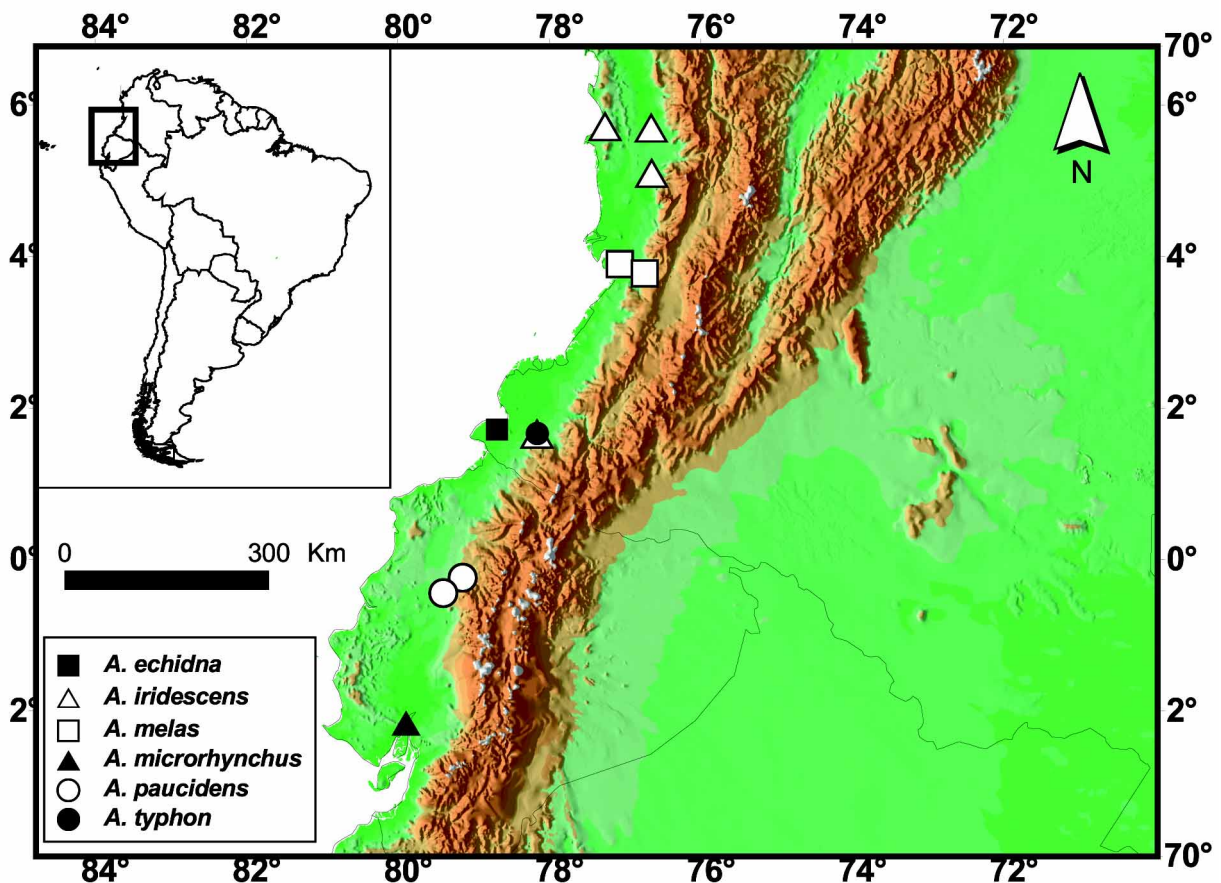 84° 82° 80° 78° 76° 74° 72° 70°
6° 6°
N
4° 4°
2° 2°
0 300 Km
0° 0°
A. echidna
A. iridescens
2° A. melas 2°
A. microrhynchus
A. paucidens
A. typhon
84° 82° 80° 78° 76° 74° 72° 70°